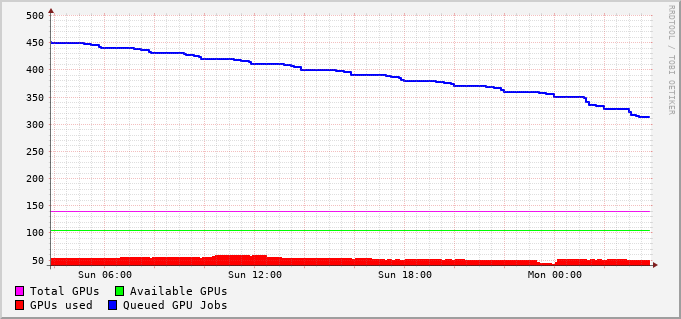 500
450
400
350
300
250
200
150
100
50
Sun 06:00 Sun 12:00 Sun 18:00 Mon 00:00
Total GPUs Available GPUs
GPUs used Queued GPU Jobs
RRDTOOL / TOBI OETIKER